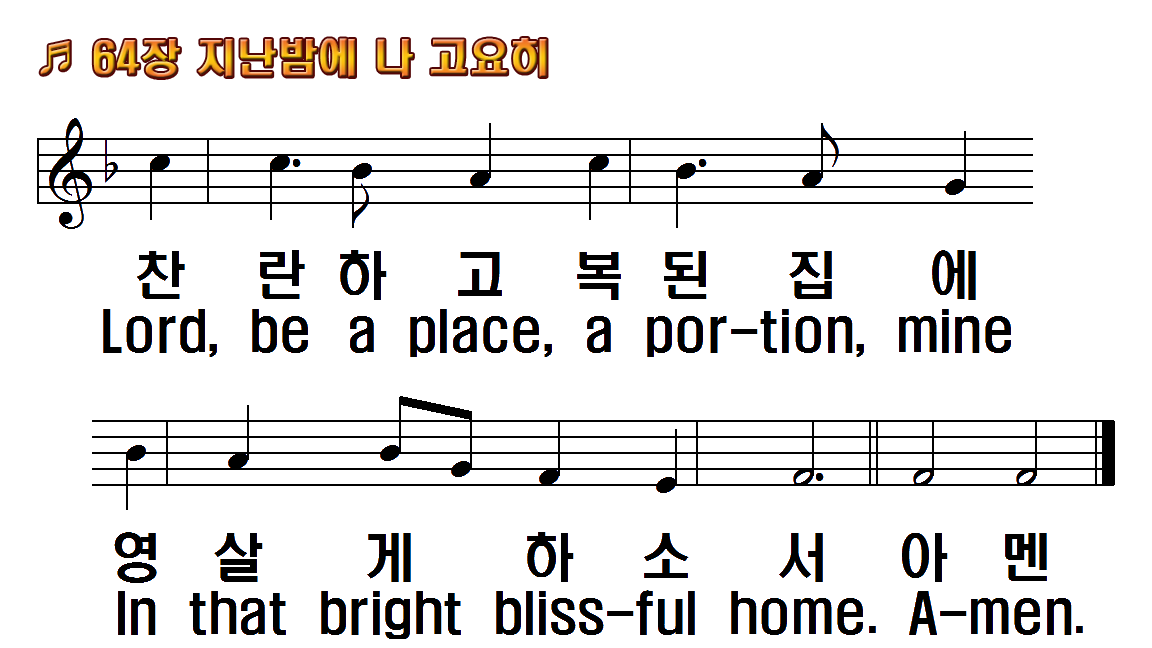 ♬ 64장 지난밤에 나 고요히
찬 란 하 고 복 된 집 에
Lord, be a place, a por-tion, mine
영 살 게 하 소 서 아 멘
In that bright bliss-ful home. A-men.